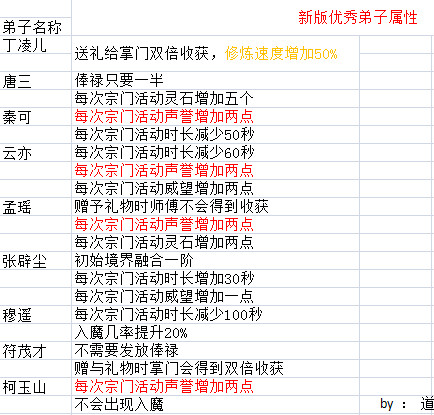 新版优秀弟子属性
弟子名称
丁凌儿 送礼给掌门双倍收获，修炼速度增加50%
唐三 俸禄只要一半
每次宗门活动灵石增加五个
秦可 每次宗门活动声誉增加两点
每次宗门活动时长减少50秒
云亦 每次宗门活动时长减少60秒
每次宗门活动声誉增加两点
每次宗门活动威望增加两点
孟瑶 赠予礼物时师傅不会得到收获
每次宗门活动声誉增加两点
每次宗门活动灵石增加两点
张辟尘 初始境界融合一阶
每次宗门活动时长增加30秒
每次宗门活动威望增加一点
穆遥 每次宗门活动时长减少100秒
入魔几率提升20%
符茂才 不需要发放俸禄
赠与礼物时掌门会得到双倍收获
柯玉山 每次宗门活动声誉增加两点
不会出现入魔
by ： 道